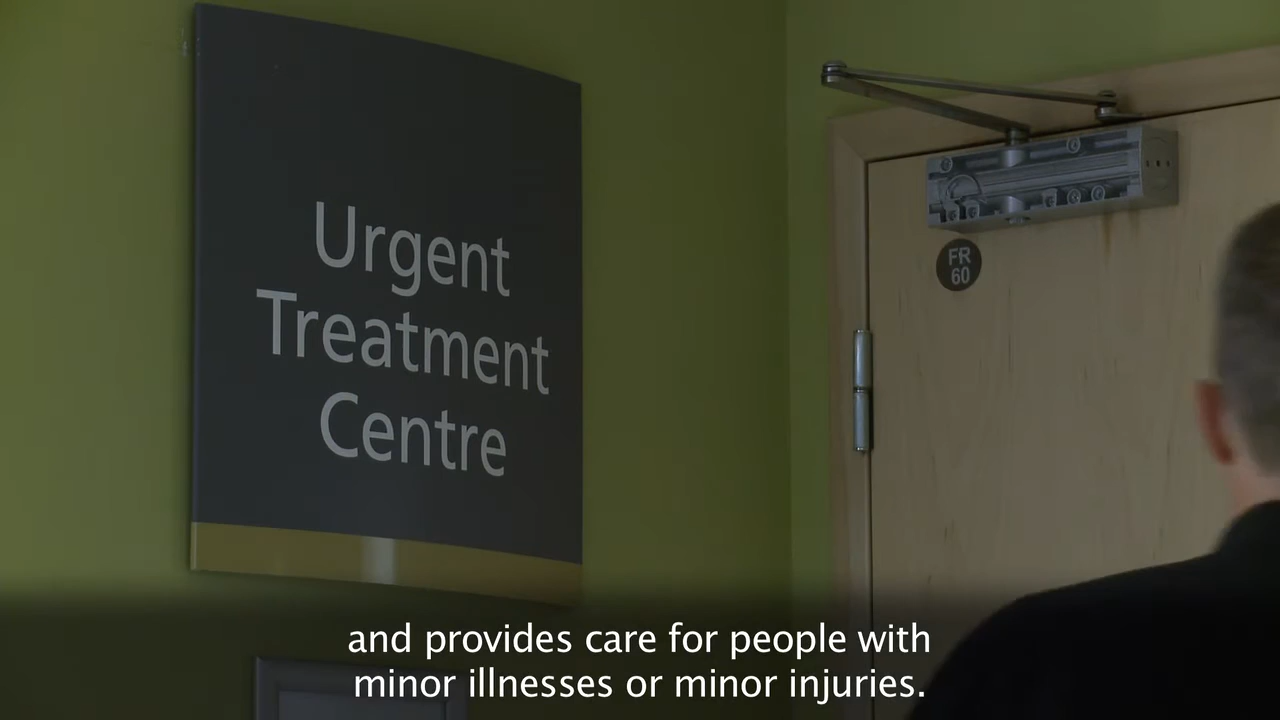 Urgent
Treatment
Centre
FR
60
and provides care for people with
minor illnesses or minor injuries.